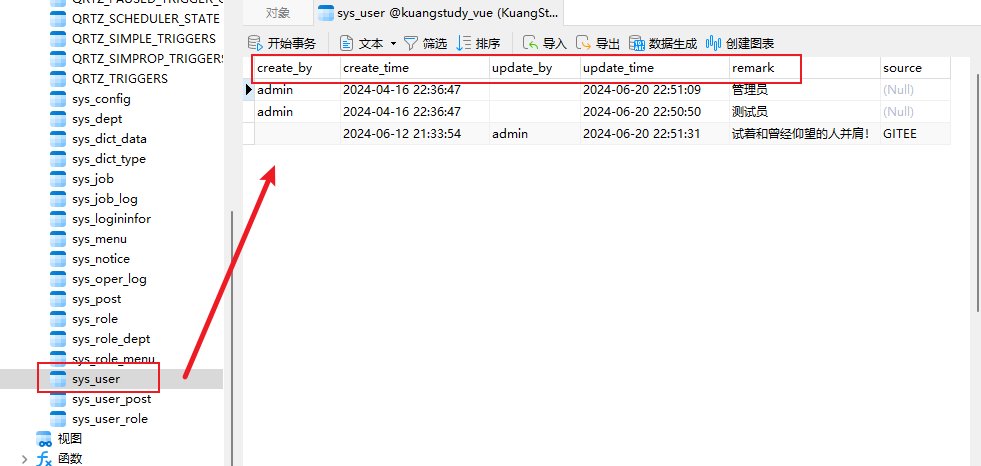 QRTZ_SCHEDULER_STATE
QRTZ_SIMPLE_TRIGGERS
QRTZ_SIMPROP_TRIGGERS
QRTZ_TRIGGERS
sys_config
sys_dept
sys_dict_data
sys_dict_type
sys_job
sys_job_log
sys_logininfor
sys_menu
sys_notice
sys_oper_log
sys_post
sys_role
sys_role_dept
sys_role_menu
sys_user
sys_user_post
sys_user_role
视图
函数
对象 sys_user @kuangstudy_vue (KuangSt...
开始事务 文本 筛选 排序 导入 导出 数据生成 创建图表
create_by create_time update_by update_time remark source
admin 2024-04-16 22:36:47 2024-06-20 22:51:09 管理员 (Null)
admin 2024-04-16 22:36:47 2024-06-20 22:50:50 测试员 (Null)
2024-06-12 21:33:54 admin 2024-06-20 22:51:31 试着和曾经仰望的人并肩！ GITEE